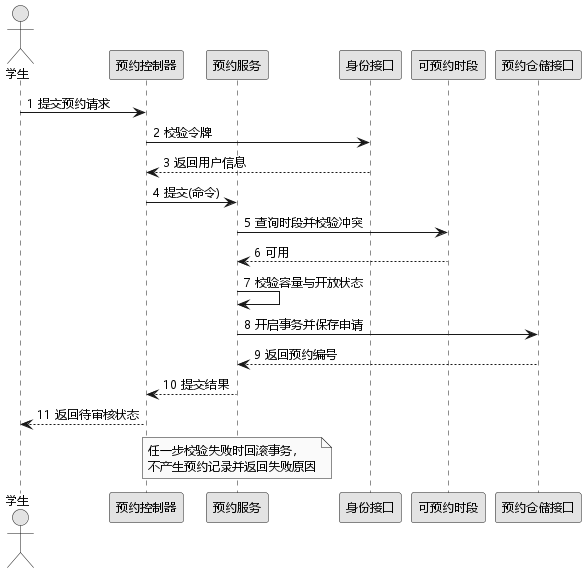 学生
预约控制器
预约服务
身份接口
可预约时段
预约仓储接口
1 提交预约请求
2 校验令牌
3 返回用户信息
4 提交(命令)
5 查询时段并校验冲突
6 可用
7 校验容量与开放状态
8 开启事务并保存申请
9 返回预约编号
10 提交结果
11 返回待审核状态
任一步校验失败时回滚事务，
不产生预约记录并返回失败原因
学生
预约控制器
预约服务
身份接口
可预约时段
预约仓储接口